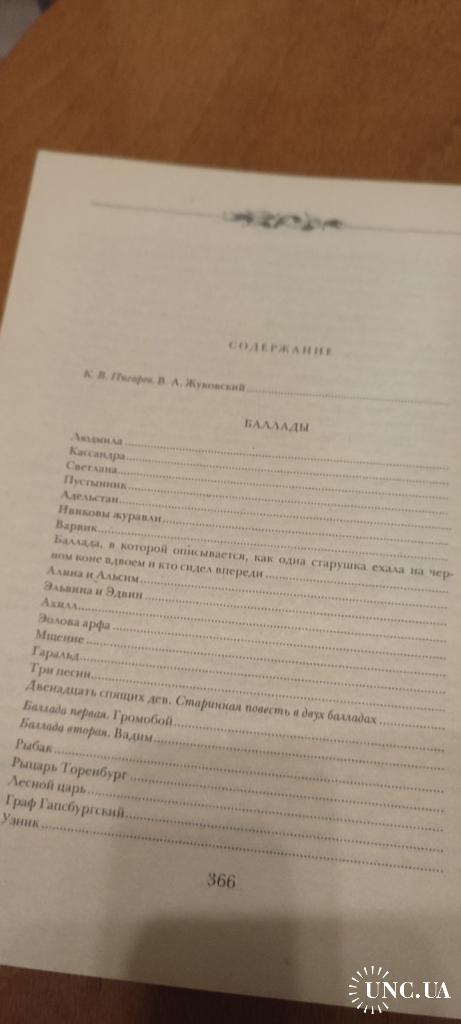 СОДЕРЖАНИЕ
К. В. Пигарев. В. А. Жуковский
БАЛЛАДЫ
Людмила
Кассандра
Светлана
Пустынник
Адельстан
Ивиковы журавли
Варвик
Баллада, в которой описывается, как одна старушка ехала на чер-
ном коне вдвоем и кто сидел впереди
Алина и Альсим
Эльвина и Эдвин
Ахилл
Эолова арфа
Мщение
Гаральд
Три песни
Двенадцать спящих дев. Старинная повесть в двух балладах
Баллада первая. Громобой
Баллада вторая. Вадим
Рыбак
Рыцарь Торенбург
Лесной царь
Граф Гапсбургский
Узник
366
UNC.UA